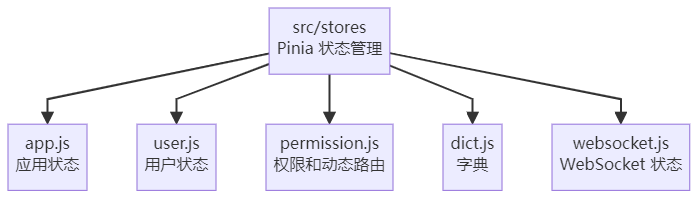 src/stores
Pinia 状态管理
app.js
应用状态
user.js
用户状态
permission.js
权限和动态路由
dict.js
字典
websocket.js
WebSocket 状态